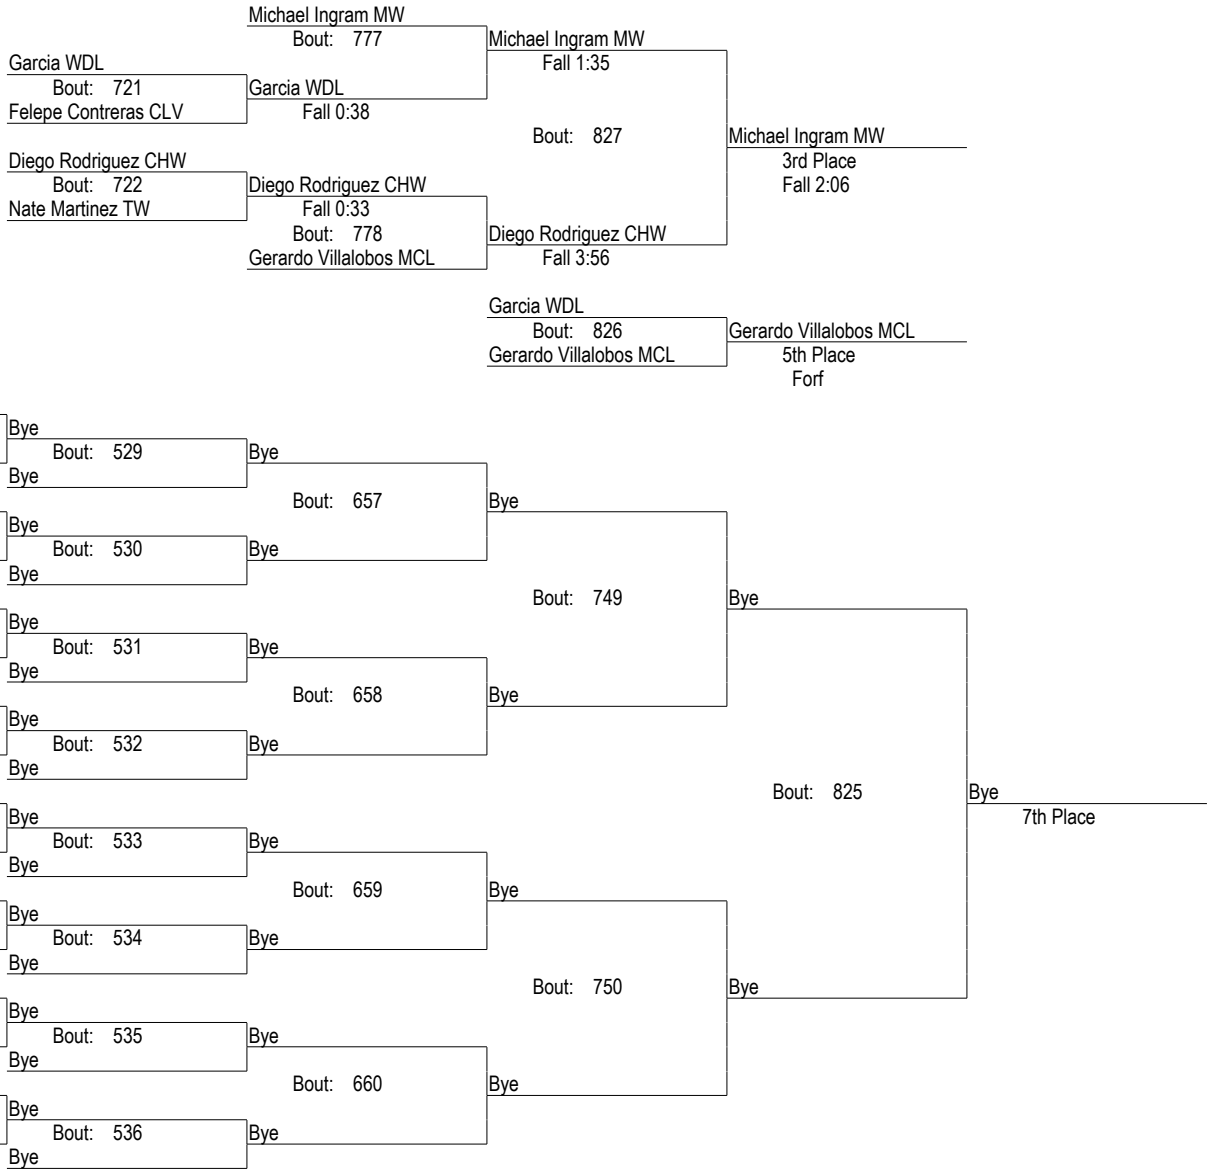 Michael Ingram MW
Bout: 777
Michael Ingram MW
Fall 1:35
Garcia WDL
Bout: 721
Garcia WDL
Felepe Contreras CLV
Fall 0:38
Bout: 827
Michael Ingram MW
3rd Place
Fall 2:06
Diego Rodriguez CHW
Bout: 722
Diego Rodriguez CHW
Nate Martinez TW
Fall 0:33
Bout: 778
Diego Rodriguez CHW
Gerardo Villalobos MCL
Fall 3:56
Garcia WDL
Bout: 826
Gerardo Villalobos MCL
Gerardo Villalobos MCL
5th Place
Forf
Bye
Bout: 529
Bye
Bye
Bout: 657
Bye
Bye
Bout: 530
Bye
Bye
Bout: 749
Bye
Bye
Bout: 531
Bye
Bye
Bout: 658
Bye
Bye
Bout: 532
Bye
Bye
Bout: 825
Bye
7th Place
Bye
Bout: 533
Bye
Bye
Bout: 659
Bye
Bye
Bout: 534
Bye
Bye
Bout: 750
Bye
Bye
Bout: 535
Bye
Bye
Bout: 660
Bye
Bye
Bout: 536
Bye
Bye